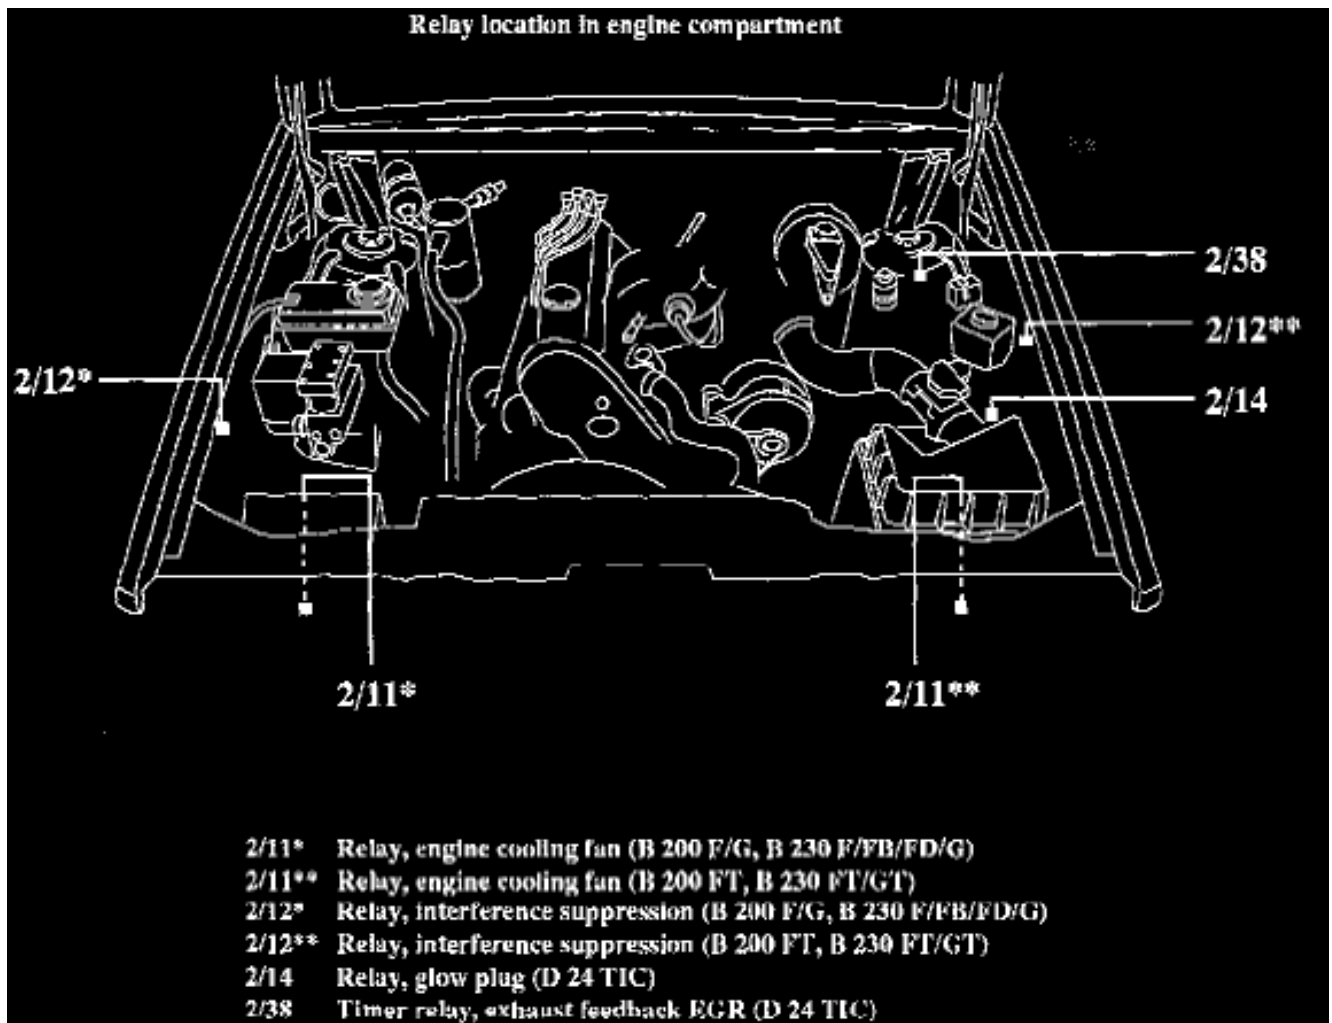 Relay location in engine compartment
2/38
2/12**
2/12*
2/14
2/11*
2/11**
2/11* Relay, engine cooling fan (B 200 F/G, B 230 F/FB/FD/G)
2/11** Relay, engine cooling fan (B 200 FT, B 230 FT/GT)
2/12* Relay, interference suppression (B 200 F/G, B 230 F/FB/FD/G)
2/12** Relay, interference suppression (B 200 FT, B 230 FT/GT)
2/14 Relay, glow plug (D 24 TIC)
2/38 Timer relay, exhaust feedback EGR (D 24 TIC)